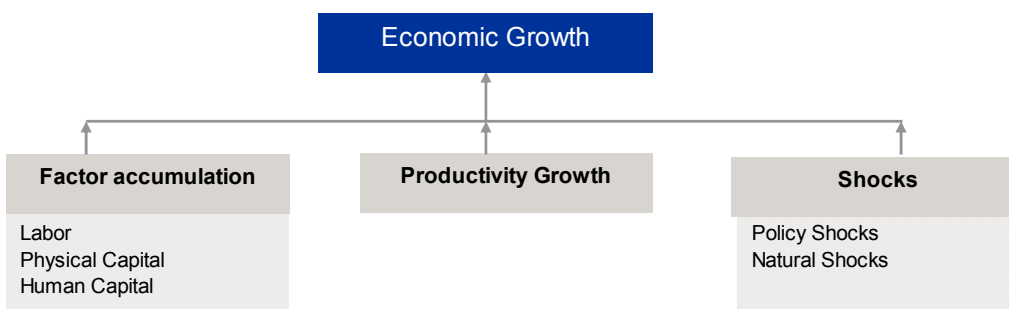 Economic Growth
Factor accumulation
Labor
Physical Capital
Human Capital
Productivity Growth
Shocks
Policy Shocks
Natural Shocks